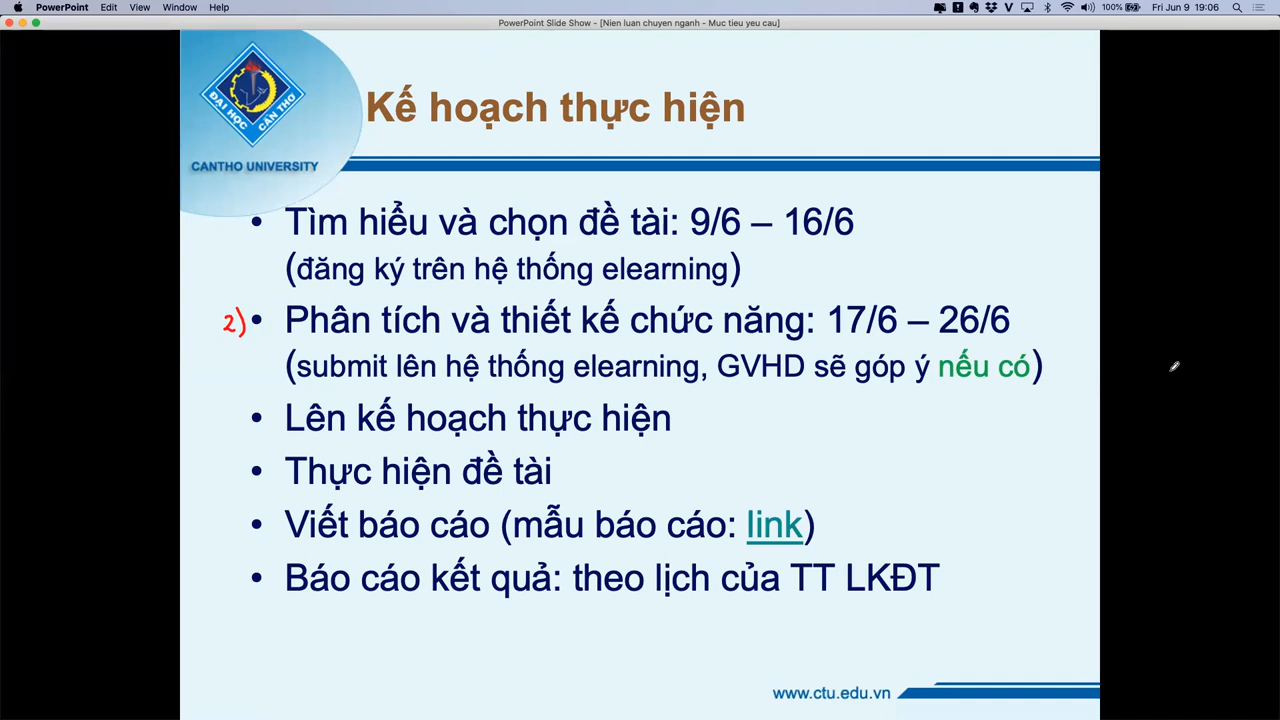 PowerPoint Edit View Window Help 100% Fri Jun 9 19:06
PowerPoint Slide Show - [Nien luan chuyen nganh - Muc tieu yeu cau]
ĐẠI HỌC CẦN THƠ
CANTHO UNIVERSITY
Kế hoạch thực hiện
• Tìm hiểu và chọn đề tài: 9/6 – 16/6
(đăng ký trên hệ thống elearning)
2) • Phân tích và thiết kế chức năng: 17/6 – 26/6
(submit lên hệ thống elearning, GVHD sẽ góp ý nếu có)
• Lên kế hoạch thực hiện
• Thực hiện đề tài
• Viết báo cáo (mẫu báo cáo: link)
• Báo cáo kết quả: theo lịch của TT LKĐT
www.ctu.edu.vn